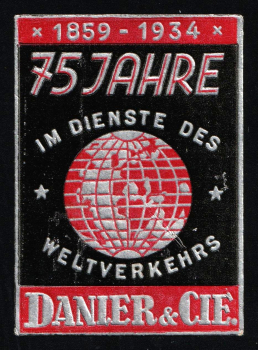 × 1859 - 1934 ×
75 JAHRE
IM DIENSTE DES
WELTVERKEHRS
DANIER & CIE.